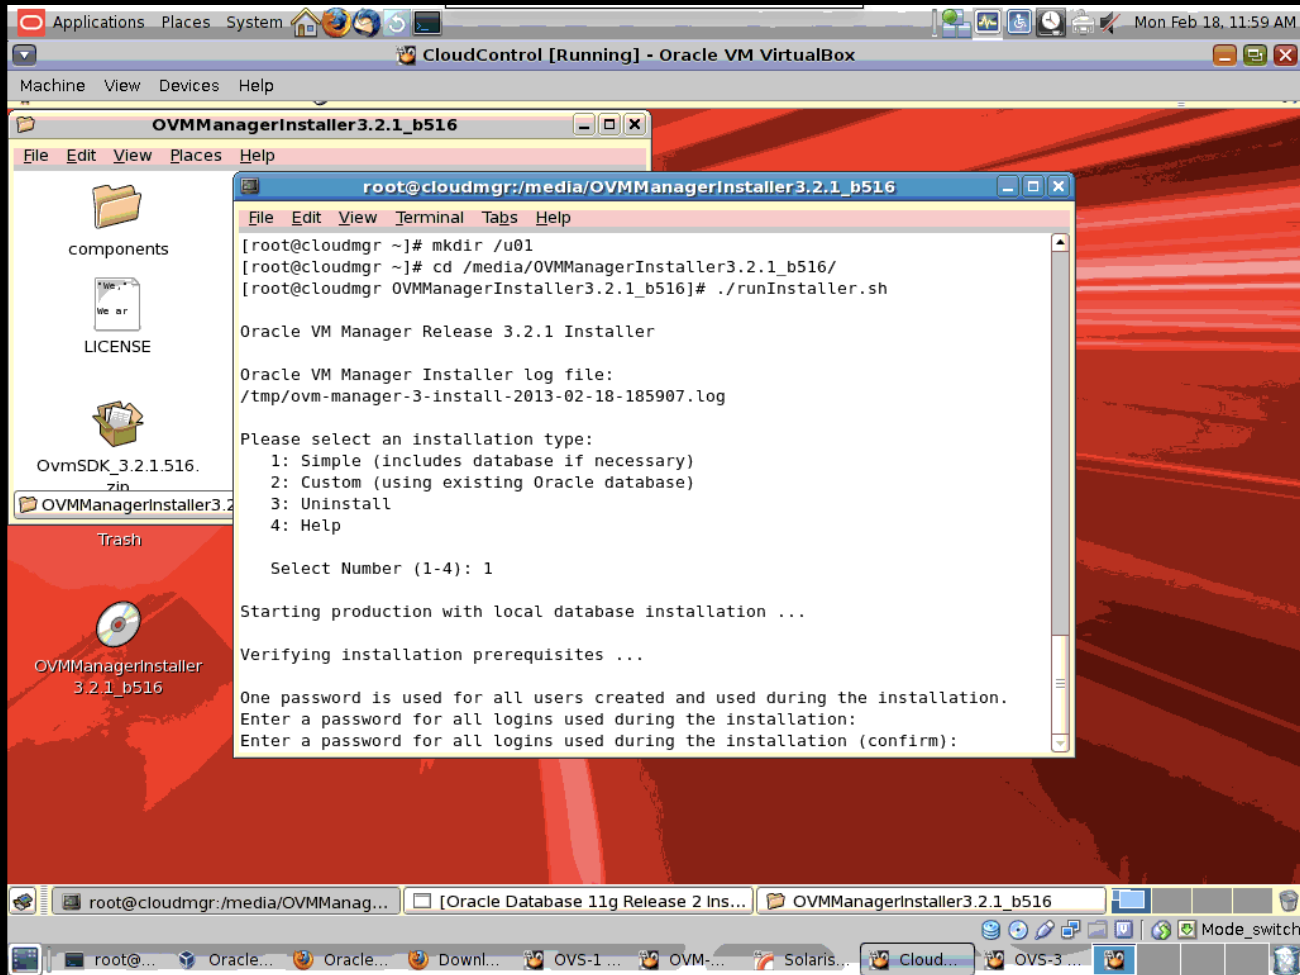 Applications Places System Mon Feb 18, 11:59 AM
CloudControl [Running] - Oracle VM VirtualBox
Machine View Devices Help
OVMManagerInstaller3.2.1_b516
File Edit View Places Help
components
"We,"
We ar
LICENSE
OvmSDK_3.2.1.516.
zip
OVMManagerInstaller3.2
Trash
OVMManagerInstaller
3.2.1_b516
root@cloudmgr:/media/OVMManagerInstaller3.2.1_b516
File Edit View Terminal Tabs Help
[root@cloudmgr ~]# mkdir /u01
[root@cloudmgr ~]# cd /media/OVMManagerInstaller3.2.1_b516/
[root@cloudmgr OVMManagerInstaller3.2.1_b516]# ./runInstaller.sh
Oracle VM Manager Release 3.2.1 Installer
Oracle VM Manager Installer log file:
/tmp/ovm-manager-3-install-2013-02-18-185907.log
Please select an installation type:
1: Simple (includes database if necessary)
2: Custom (using existing Oracle database)
3: Uninstall
4: Help
Select Number (1-4): 1
Starting production with local database installation ...
Verifying installation prerequisites ...
One password is used for all users created and used during the installation.
Enter a password for all logins used during the installation:
Enter a password for all logins used during the installation (confirm):
root@cloudmgr:/media/OVMManag... [Oracle Database 11g Release 2 Ins... OVMManagerInstaller3.2.1_b516
Mode_switch
root@... Oracle... Oracle... Downl... OVS-1 ... OVM-... Solaris... Cloud... OVS-3 ...